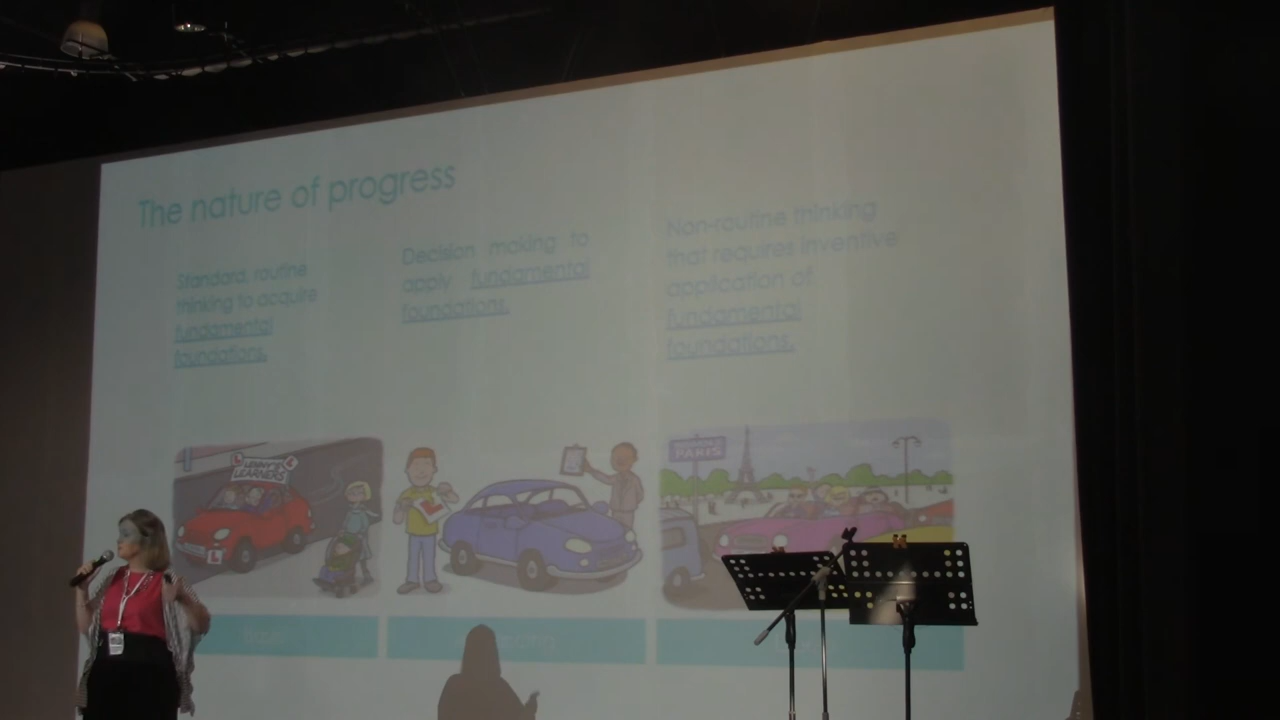 The nature of progress
Standard, routine
thinking to acquire
fundamental
foundations.
Decision making to
apply fundamental
foundations.
Non-routine thinking
that requires inventive
application of
fundamental
foundations.
LEARNERS
L
PARIS